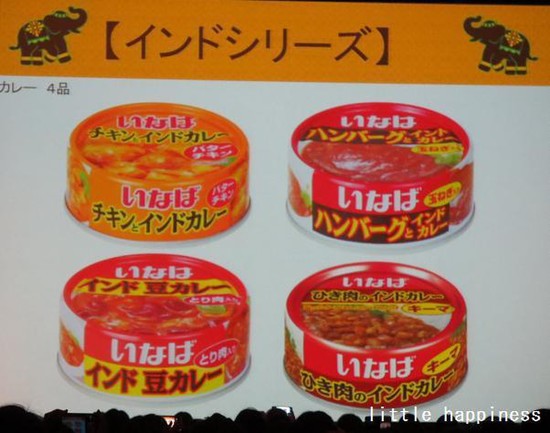 【インドシリーズ】
カレー 4品
いなば
チキンとインドカレー
バターチキン
いなば
バターチキン
チキンとインドカレー
いなば
ハンバーグとインドカレー
玉ねぎ入り
いなば
玉ねぎ入り
ハンバーグとインドカレー
いなば
インド 豆カレー
とり肉入り
いなば
とり肉入り
インド 豆カレー
いなば
ひき肉のインドカレー
キーマ
いなば
キーマ
ひき肉のインドカレー
little happiness